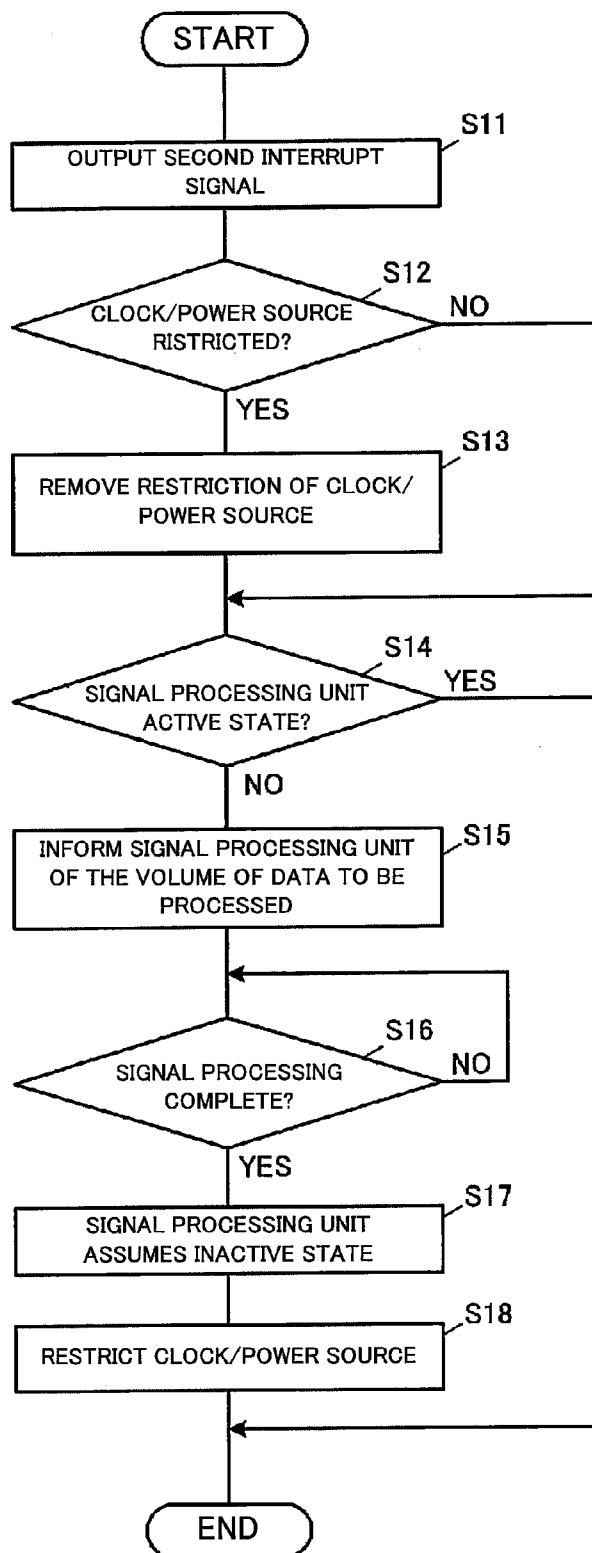 START
S11
OUTPUT SECOND INTERRUPT
SIGNAL
S12
CLOCK/POWER SOURCE
RISTRICTED?
NO
YES
S13
REMOVE RESTRICTION OF CLOCK/
POWER SOURCE
S14
SIGNAL PROCESSING UNIT
ACTIVE STATE?
YES
NO
S15
INFORM SIGNAL PROCESSING UNIT
OF THE VOLUME OF DATA TO BE
PROCESSED
S16
SIGNAL PROCESSING
COMPLETE?
NO
YES
S17
SIGNAL PROCESSING UNIT
ASSUMES INACTIVE STATE
S18
RESTRICT CLOCK/POWER SOURCE
END